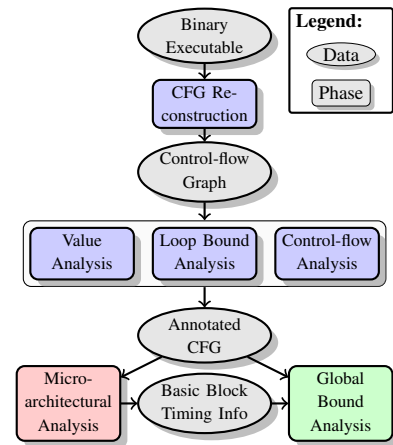 Binary
Executable
Legend:
Data
Phase
CFG Re-
construction
Control-flow
Graph
Value
Analysis
Loop Bound
Analysis
Control-flow
Analysis
Annotated
CFG
Micro-
architectural
Analysis
Basic Block
Timing Info
Global
Bound
Analysis